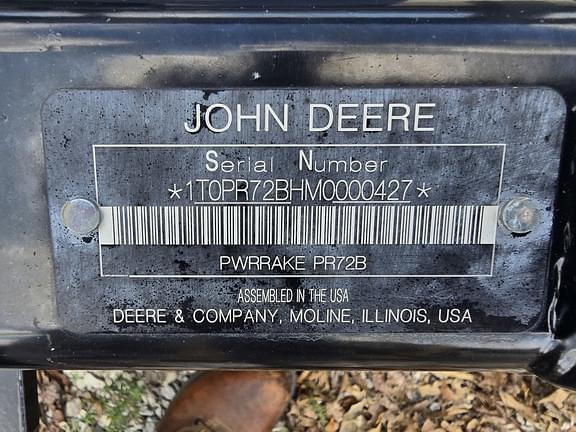 JOHN DEERE
Serial Number
*1T0PR72BHM0000427*
PWRRAKE PR72B
ASSEMBLED IN THE USA
DEERE & COMPANY, MOLINE, ILLINOIS, USA